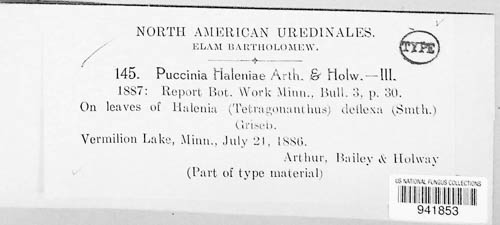 NORTH AMERICAN UREDINALES.
ELAM BARTHOLOMEW.
TYPE
145. Puccinia Haleniae Arth. & Holw.—III.
1887: Report Bot. Work Minn., Bull. 3, p. 30.
On leaves of Halenia (Tetragonanthus) deflexa (Smth.)
Griseb.
Vermilion Lake, Minn., July 21, 1886.
Arthur, Bailey & Holway
(Part of type material)
US NATIONAL FUNGUS COLLECTIONS
941853